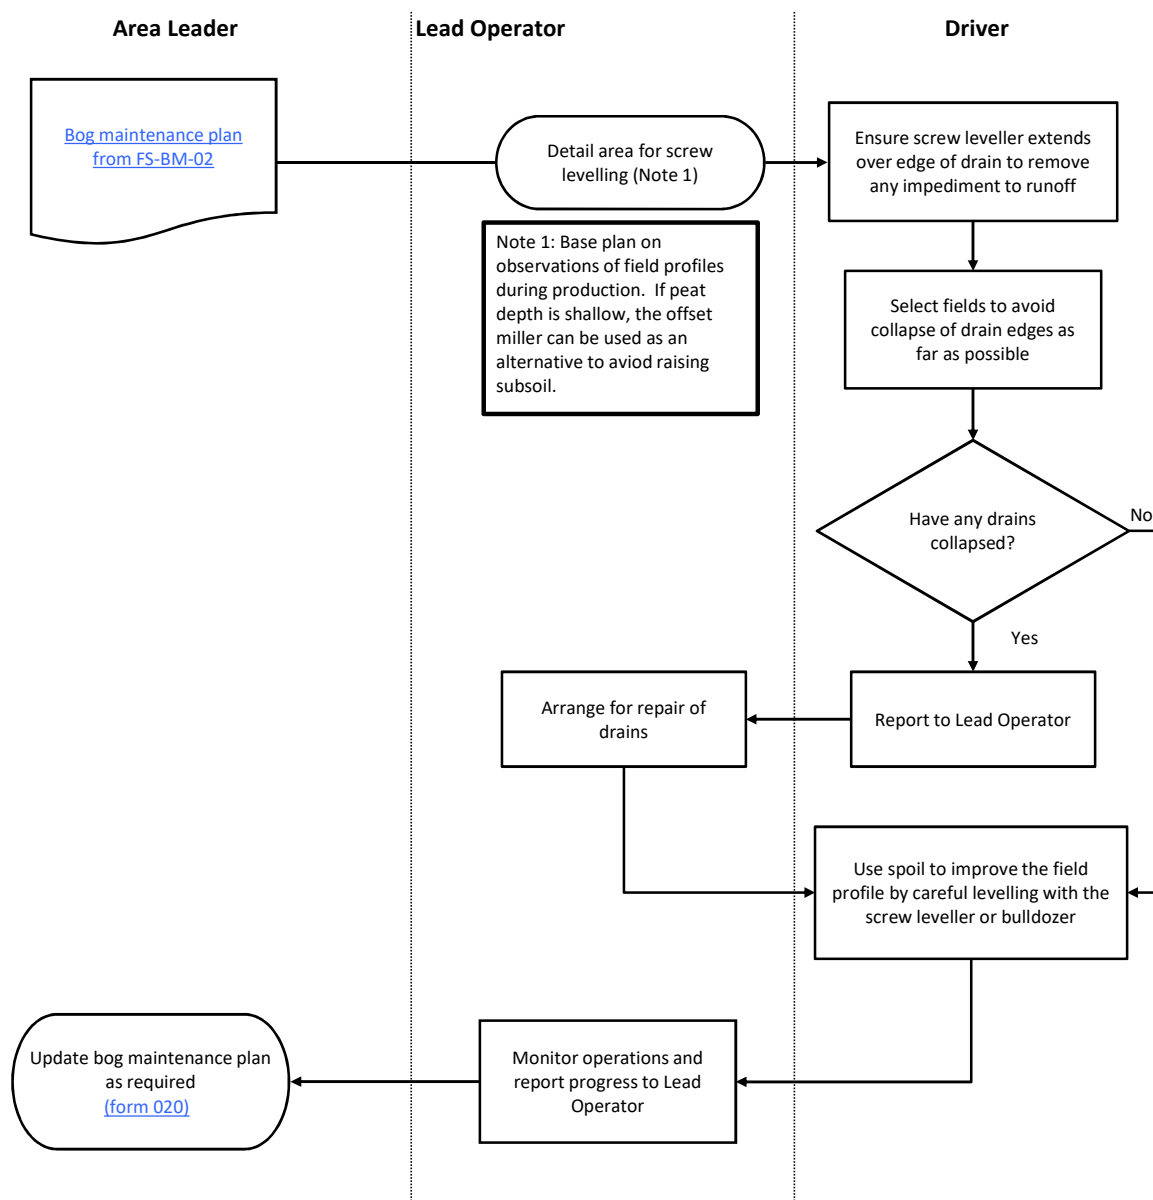 Area Leader
Lead Operator
Driver
Bog maintenance plan
from FS-BM-02
Detail area for screw
levelling (Note 1)
Ensure screw leveller extends
over edge of drain to remove
any impediment to runoff
Note 1: Base plan on
observations of field profiles
during production.  If peat
depth is shallow, the offset
miller can be used as an
alternative to aviod raising
subsoil.
Select fields to avoid
collapse of drain edges as
far as possible
Have any drains
collapsed?
No
Yes
Arrange for repair of
drains
Report to Lead Operator
Use spoil to improve the field
profile by careful levelling with the
screw leveller or bulldozer
Update bog maintenance plan
as required
(form 020)
Monitor operations and
report progress to Lead
Operator